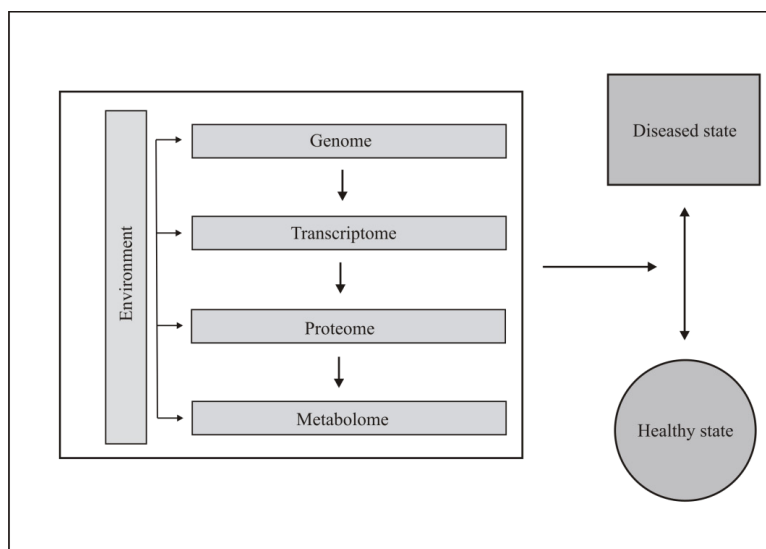 Environment
Genome
Transcriptome
Proteome
Metabolome
Diseased state
Healthy state